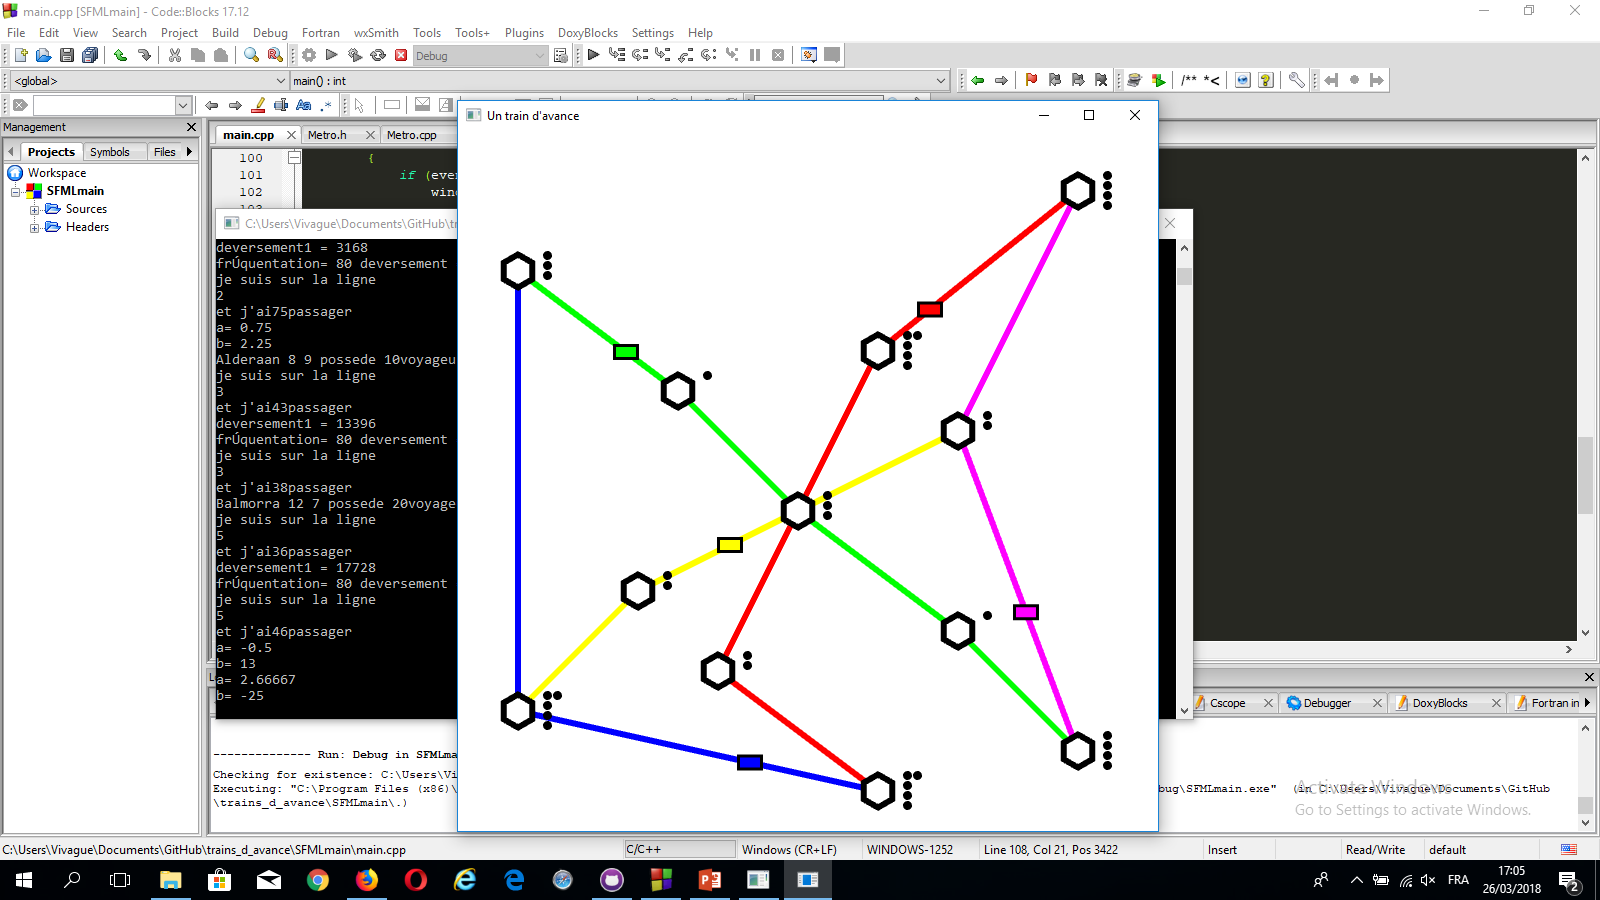 main.cpp [SFMLmain] - Code::Blocks 17.12
File Edit View Search Project Build Debug Fortran wxSmith Tools Tools+ Plugins DoxyBlocks Settings Help
Debug
<global> main() : int
/** *<
Aa .*
Management
Projects Symbols Files
Workspace
SFMLmain
Sources
Headers
main.cpp Metro.h Metro.cpp
100 {
101 if (ever
102 wind
Un train d'avance
C:\Users\Vivague\Documents\GitHub\tr
deversement1 = 3168
frÚquentation= 80 deversement
je suis sur la ligne
2
et j'ai75passager
a= 0.75
b= 2.25
Alderaan 8 9 possede 10voyageu
je suis sur la ligne
3
et j'ai43passager
deversement1 = 13396
frÚquentation= 80 deversement
je suis sur la ligne
3
et j'ai38passager
Balmorra 12 7 possede 20voyage
je suis sur la ligne
5
et j'ai36passager
deversement1 = 17728
frÚquentation= 80 deversement
je suis sur la ligne
5
et j'ai46passager
a= -0.5
b= 13
a= 2.66667
b= -25
Cscope Debugger DoxyBlocks Fortran in
-------------- Run: Debug in SFMLma
Checking for existence: C:\Users\Vi
Executing: "C:\Program Files (x86)\ bug\SFMLmain.exe" (in C:\Users\Vivague\Documents\GitHub
\trains_d_avance\SFMLmain\.)
Activate Windows
Go to Settings to activate Windows.
C:\Users\Vivague\Documents\GitHub\trains_d_avance\SFMLmain\main.cpp C/C++ Windows (CR+LF) WINDOWS-1252 Line 108, Col 21, Pos 3422 Insert Read/Write default
FRA 17:05
26/03/2018
2